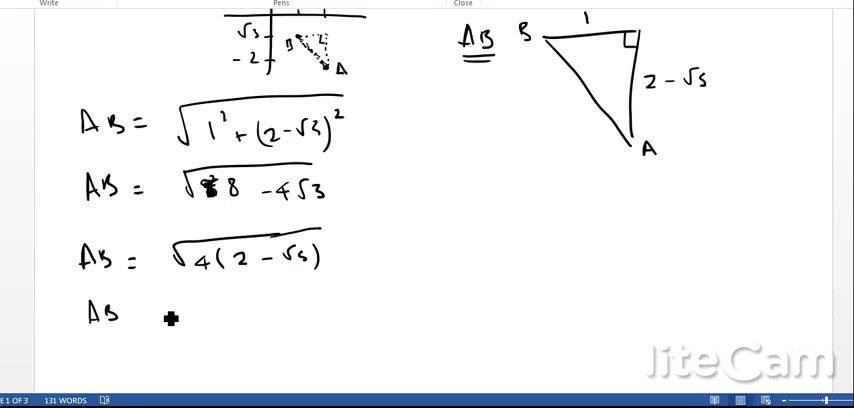 Write
Pens
Close
√3
B
- 2
A
AB
B
1
2 - √3
A
AB = √(1² + (2-√3)²)
AB = √(8 - 4√3)
AB = √(4(2 - √3))
AB
liteCam
E 1 OF 3 131 WORDS